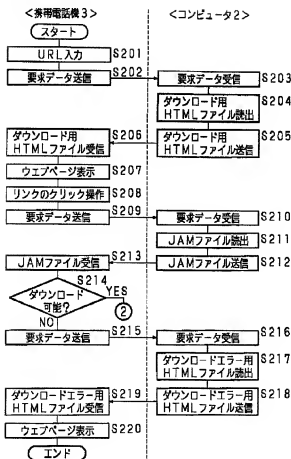 <携帯電話機3>
<コンピュータ2>
スタート
URL入力 S201
要求データ送信 S202
要求データ受信 S203
ダウンロード用
HTMLファイル読出 S204
ダウンロード用
HTMLファイル送信 S205
ダウンロード用
HTMLファイル受信 S206
ウェブページ表示 S207
リンクのクリック操作 S208
要求データ送信 S209
要求データ受信 S210
JAMファイル読出 S211
JAMファイル送信 S212
JAMファイル受信 S213
S214
ダウンロード
可能?
YES
②
NO
要求データ送信 S215
要求データ受信 S216
ダウンロードエラー用
HTMLファイル読出 S217
ダウンロードエラー用
HTMLファイル送信 S218
ダウンロードエラー用
HTMLファイル受信 S219
ウェブページ表示 S220
エンド